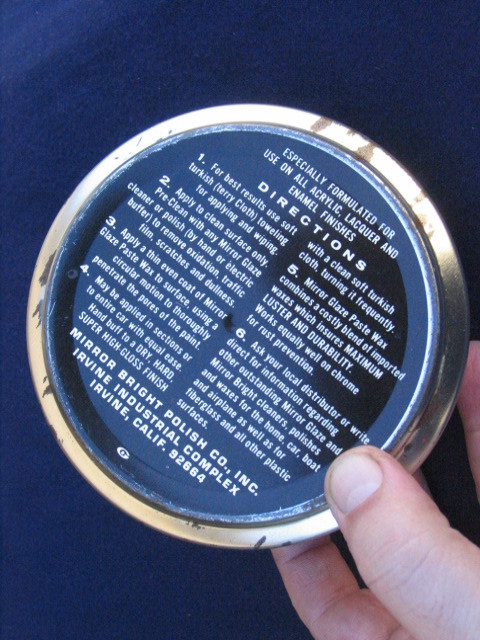 ESPECIALLY FORMULATED FOR
USE ON ALL ACRYLIC, LACQUER AND
ENAMEL FINISHES
DIRECTIONS
1. For best results use soft
turkish (terry cloth) toweling
for applying and wiping.
2. Apply to clean surface only.
Pre-Clean with any Mirror Glaze
cleaner or polish (by hand or electric
buffer) to remove oxidation, traffic
film, scratches and dullness.
3. Apply a thin even coat of Mirror
Glaze Paste Wax to surface, using a
circular motion to thoroughly
penetrate the pores of the paint.
4. May be applied in sections or
to entire car with equal ease.
Hand buff to a DRY, HARD,
SUPER HIGH GLOSS FINISH
with a clean soft turkish
cloth, turning it frequently.
5. Mirror Glaze Paste Wax
combines a costly blend of imported
waxes which insures MAXIMUM
LUSTER AND DURABILITY.
Works equally well on chrome
for rust prevention.
6. Ask your local distributor or write
direct for information regarding
other outstanding Mirror Glaze and
Mirror Bright cleaners, polishes
and waxes for the home, car, boat
and airplane as well as for
fiberglass and all other plastic
surfaces.
MIRROR BRIGHT POLISH CO., INC.
IRVINE INDUSTRIAL COMPLEX
IRVINE, CALIF. 92664